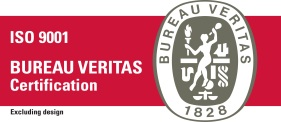 ISO 9001
BUREAU VERITAS
Certification
Excluding design
BUREAU VERITAS
1828